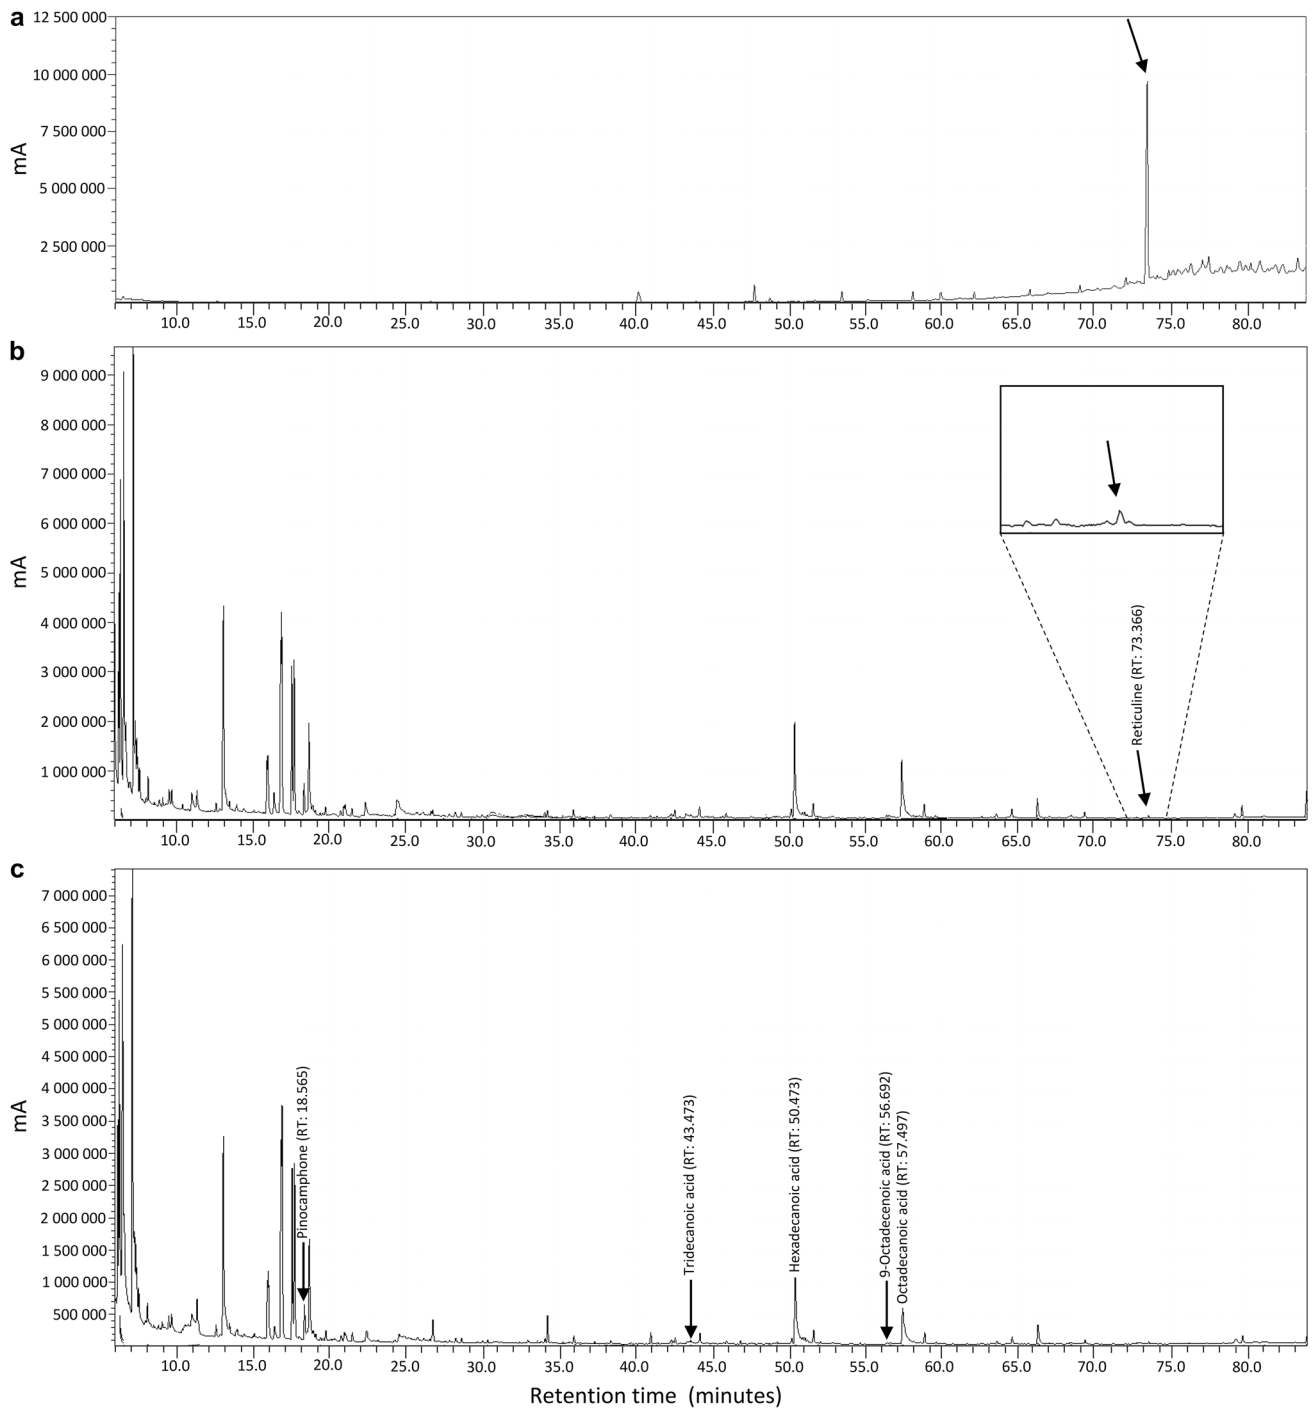 a
12 500 000
10 000 000
7 500 000
5 000 000
2 500 000
mA
10.0 15.0 20.0 25.0 30.0 35.0 40.0 45.0 50.0 55.0 60.0 65.0 70.0 75.0 80.0
b
9 000 000
8 000 000
7 000 000
6 000 000
5 000 000
4 000 000
3 000 000
2 000 000
1 000 000
mA
Reticuline (RT: 73.366)
10.0 15.0 20.0 25.0 30.0 35.0 40.0 45.0 50.0 55.0 60.0 65.0 70.0 75.0 80.0
c
7 000 000
6 500 000
6 000 000
5 500 000
5 000 000
4 500 000
4 000 000
3 500 000
3 000 000
2 500 000
2 000 000
1 500 000
1 000 000
500 000
mA
Pinocamphone (RT: 18.565)
Tridecanoic acid (RT: 43.473)
Hexadecanoic acid (RT: 50.473)
9-Octadecenoic acid (RT: 56.692)
Octadecanoic acid (RT: 57.497)
10.0 15.0 20.0 25.0 30.0 35.0 40.0 45.0 50.0 55.0 60.0 65.0 70.0 75.0 80.0
Retention time (minutes)